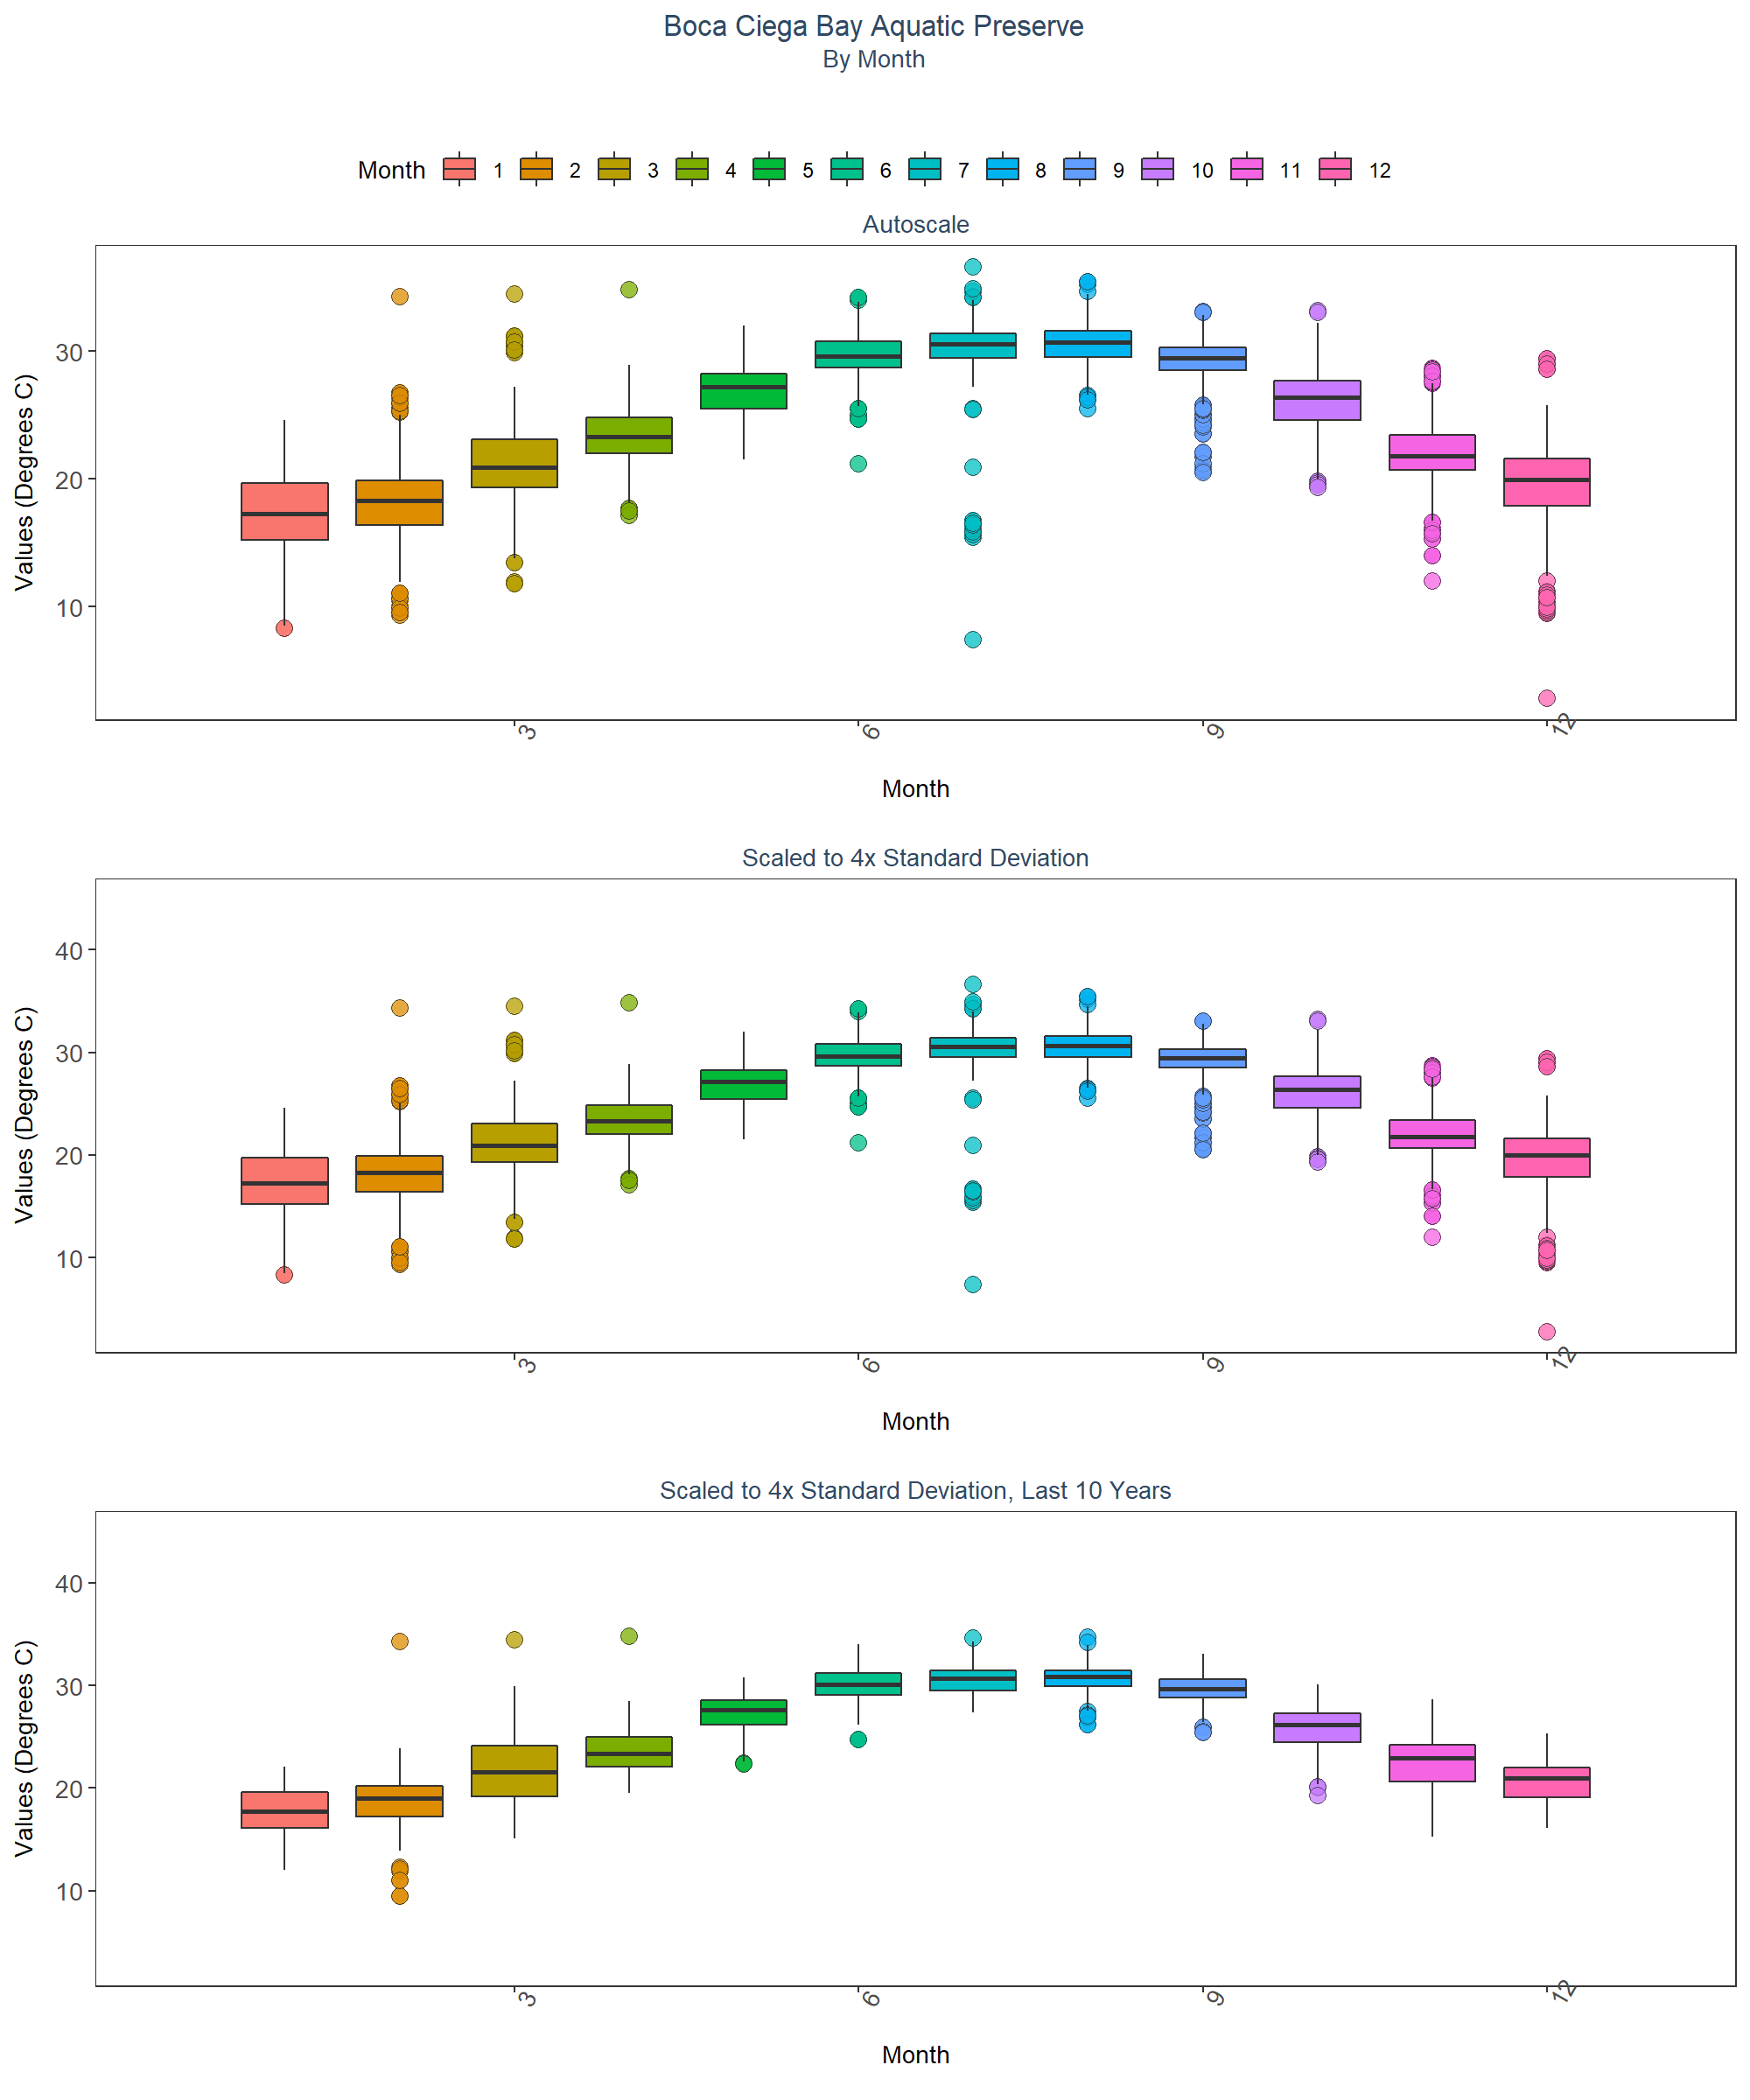 Boca Ciega Bay Aquatic Preserve
By Month
Month 1 2 3 4 5 6 7 8 9 10 11 12
Autoscale
Values (Degrees C)
30
20
10
3 6 9 12
Month
Scaled to 4x Standard Deviation
Values (Degrees C)
40
30
20
10
3 6 9 12
Month
Scaled to 4x Standard Deviation, Last 10 Years
Values (Degrees C)
40
30
20
10
3 6 9 12
Month